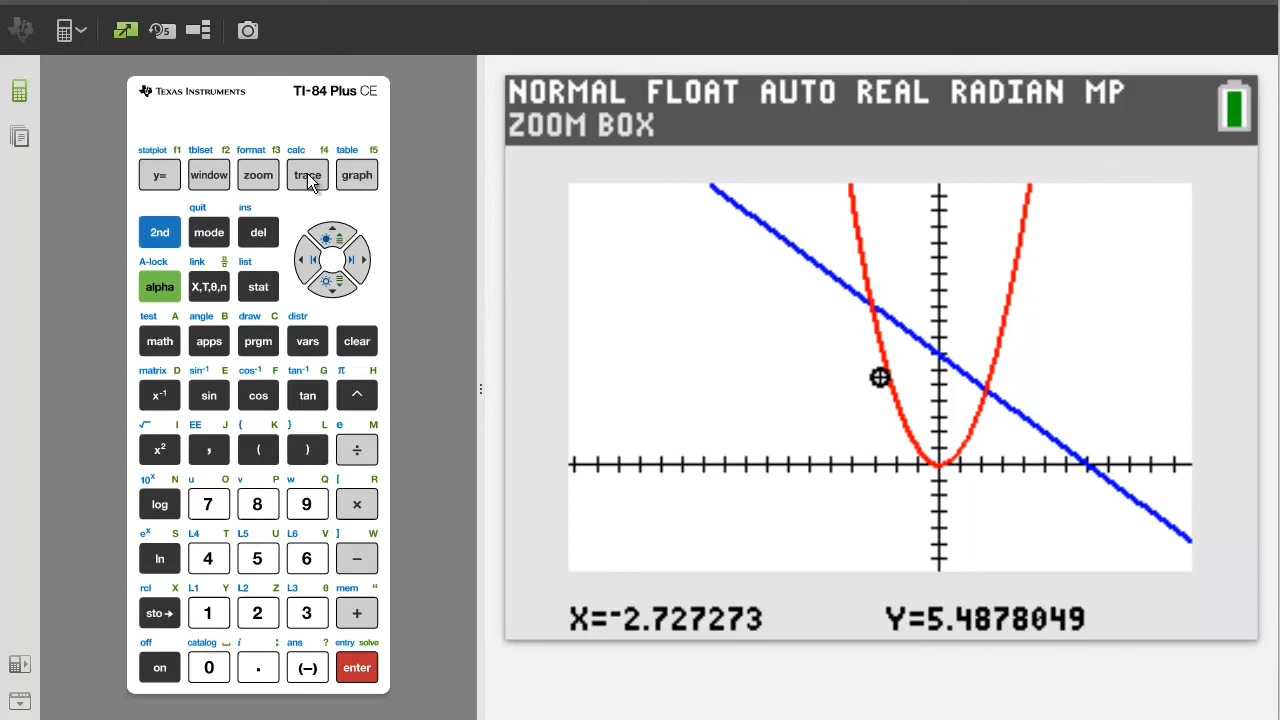 TEXAS INSTRUMENTS TI-84 Plus CE
statplot f1 tblset f2 format f3 calc f4 table f5
y= window zoom trace graph
quit ins
2nd mode del
A-lock link list
alpha X,T,θ,n stat
test A angle B draw C distr
math apps prgm vars clear
matrix D sin⁻¹ E cos⁻¹ F tan⁻¹ G π H
x⁻¹ sin cos tan ^
√ I EE J { K } L e M
x² , ( ) ÷
10ˣ N u O v P w Q [ R
log 7 8 9 ×
eˣ S L4 T L5 U L6 V ] W
ln 4 5 6 −
rcl X L1 Y L2 Z L3 θ mem “
sto→ 1 2 3 +
off catalog ␣ i : ans ? entry solve
on 0 . (−) enter
NORMAL FLOAT AUTO REAL RADIAN MP
ZOOM BOX
X=-2.727273 Y=5.4878049